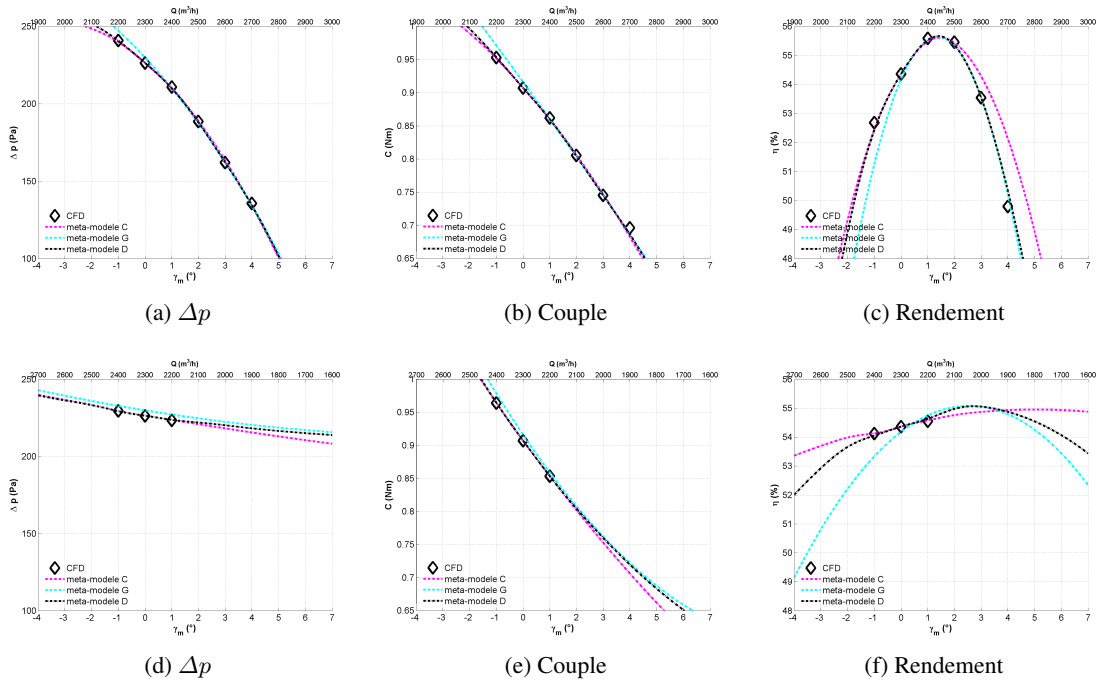 Q (m³/h)
1900 2000 2100 2200 2300 2400 2500 2600 2700 2800 2900 3000
250
200
150
100
Δ p (Pa)
CFD
meta-modele C
meta-modele G
meta-modele D
-4 -3 -2 -1 0 1 2 3 4 5 6 7
γm (°)
(a) Δp
Q (m³/h)
1900 2000 2100 2200 2300 2400 2500 2600 2700 2800 2900 3000
1
0.95
0.9
0.85
0.8
0.75
0.7
0.65
C (Nm)
CFD
meta-modele C
meta-modele G
meta-modele D
-4 -3 -2 -1 0 1 2 3 4 5 6 7
γm (°)
(b) Couple
Q (m³/h)
1900 2000 2100 2200 2300 2400 2500 2600 2700 2800 2900 3000
56
55
54
53
52
51
50
49
48
η (%)
CFD
meta-modele C
meta-modele G
meta-modele D
-4 -3 -2 -1 0 1 2 3 4 5 6 7
γm (°)
(c) Rendement
Q (m³/h)
2700 2600 2500 2400 2300 2200 2100 2000 1900 1800 1700 1600
250
200
150
100
Δ p (Pa)
CFD
meta-modele C
meta-modele G
meta-modele D
-4 -3 -2 -1 0 1 2 3 4 5 6 7
γm (°)
(d) Δp
Q (m³/h)
2700 2600 2500 2400 2300 2200 2100 2000 1900 1800 1700 1600
1
0.95
0.9
0.85
0.8
0.75
0.7
0.65
C (Nm)
CFD
meta-modele C
meta-modele G
meta-modele D
-4 -3 -2 -1 0 1 2 3 4 5 6 7
γm (°)
(e) Couple
Q (m³/h)
2700 2600 2500 2400 2300 2200 2100 2000 1900 1800 1700 1600
56
55
54
53
52
51
50
49
48
η (%)
CFD
meta-modele C
meta-modele G
meta-modele D
-4 -3 -2 -1 0 1 2 3 4 5 6 7
γm (°)
(f) Rendement